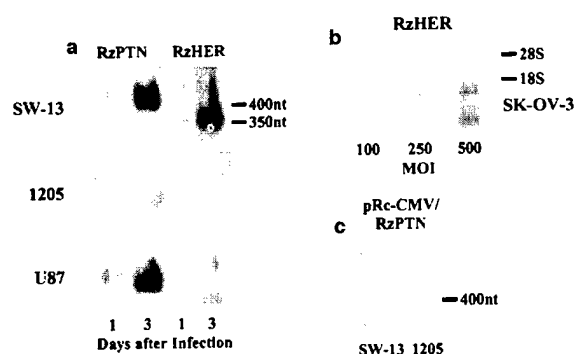 a
RzPTN RzHER
SW-13
400nt
350nt
1205
U87
1 3 1 3
Days after Infection
b
RzHER
28S
18S
SK-OV-3
100 250 500
MOI
pRc-CMV/
RzPTN
c
400nt
SW-13 1205